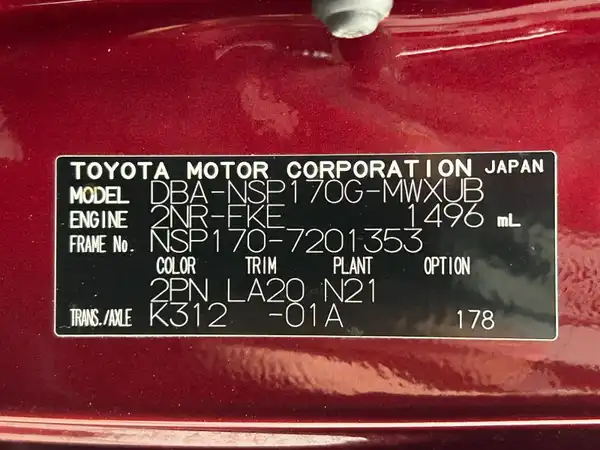 TOYOTA MOTOR CORPORATION JAPAN
MODEL DBA-NSP170G-MWXUB
ENGINE 2NR-FKE 1496 mL
FRAME No. NSP170-7201353
COLOR TRIM PLANT OPTION
2PN LA20 N21
TRANS./AXLE K312 -01A 178